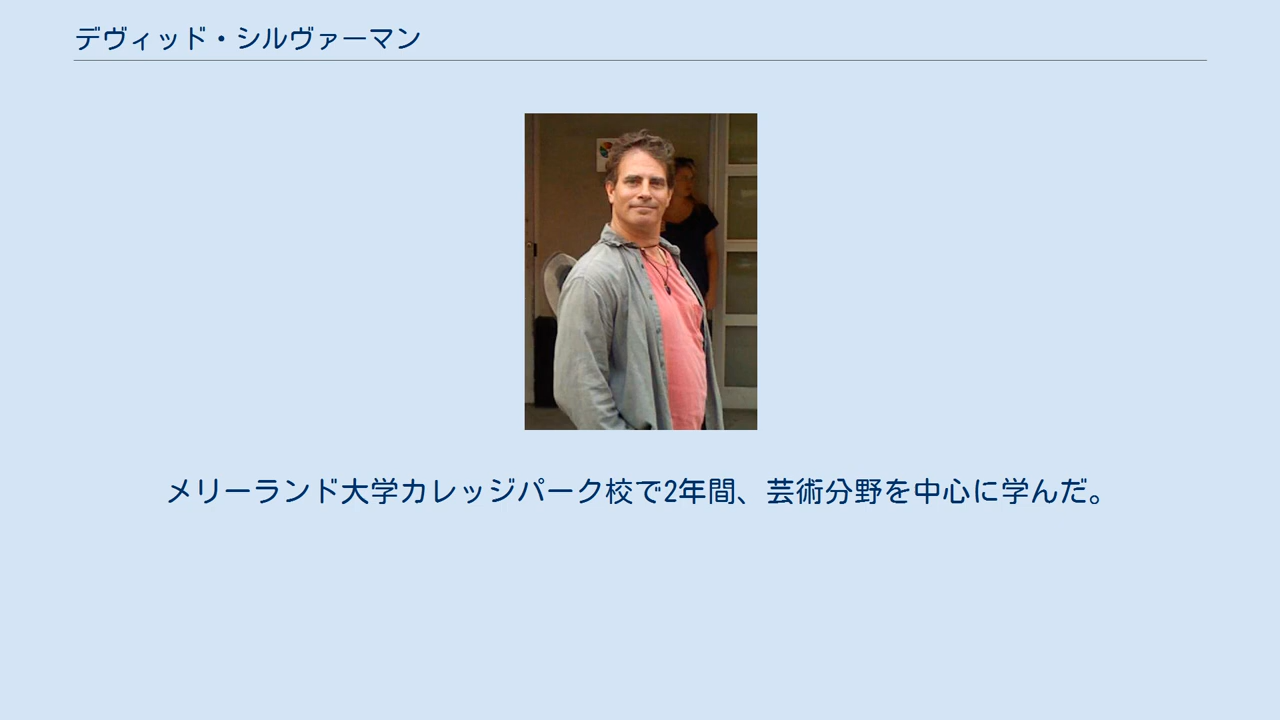 デヴィッド・シルヴァーマン
メリーランド大学カレッジパーク校で2年間、芸術分野を中心に学んだ。